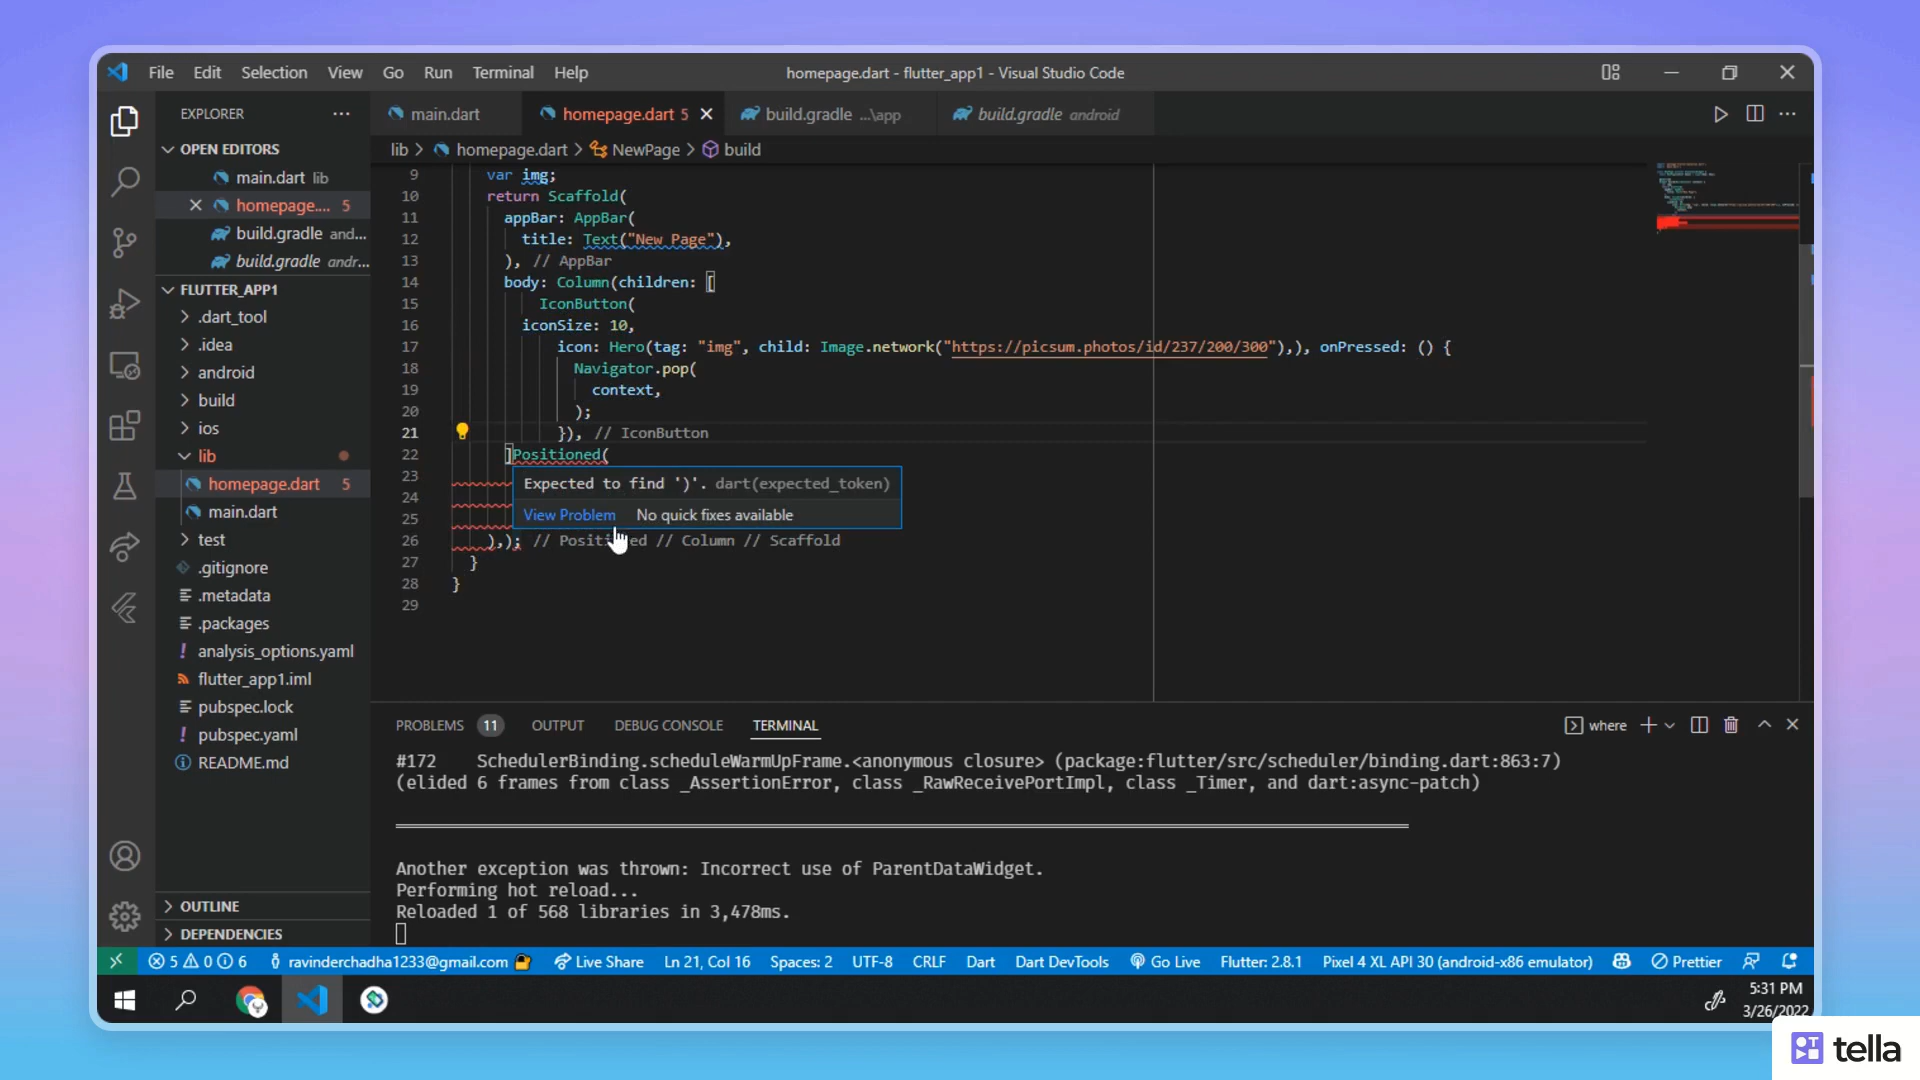 File Edit Selection View Go Run Terminal Help
homepage.dart - flutter_app1 - Visual Studio Code
EXPLORER
main.dart
homepage.dart 5
build.gradle ...\app
build.gradle android
OPEN EDITORS
main.dart lib
homepage.... 5
build.gradle and...
build.gradle andr...
FLUTTER_APP1
.dart_tool
.idea
android
build
ios
lib
homepage.dart 5
main.dart
test
.gitignore
.metadata
.packages
analysis_options.yaml
flutter_app1.iml
pubspec.lock
pubspec.yaml
README.md
OUTLINE
DEPENDENCIES
lib > homepage.dart > NewPage > build
9 var img;
10 return Scaffold(
11 appBar: AppBar(
12 title: Text("New Page"),
13 ), // AppBar
14 body: Column(children: [
15 IconButton(
16 iconSize: 10,
17 icon: Hero(tag: "img", child: Image.network("https://picsum.photos/id/237/200/300"),), onPressed: () {
18 Navigator.pop(
19 context,
20 );
21 }), // IconButton
22 ]Positioned(
23
24
25
26 ),); // Positi ed // Column // Scaffold
27 }
28 }
29
Expected to find ')'. dart(expected_token)
View Problem No quick fixes available
PROBLEMS 11 OUTPUT DEBUG CONSOLE TERMINAL
where
#172 SchedulerBinding.scheduleWarmUpFrame.<anonymous closure> (package:flutter/src/scheduler/binding.dart:863:7)
(elided 6 frames from class _AssertionError, class _RawReceivePortImpl, class _Timer, and dart:async-patch)
Another exception was thrown: Incorrect use of ParentDataWidget.
Performing hot reload...
Reloaded 1 of 568 libraries in 3,478ms.
5 0 6 ravinderchadha1233@gmail.com Live Share Ln 21, Col 16 Spaces: 2 UTF-8 CRLF Dart Dart DevTools Go Live Flutter: 2.8.1 Pixel 4 XL API 30 (android-x86 emulator) Prettier
5:31 PM
3/26/2022
tella